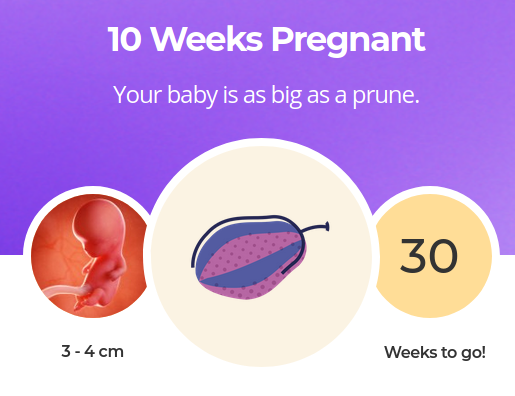 10 Weeks Pregnant
Your baby is as big as a prune.
30
3 - 4 cm
Weeks to go!